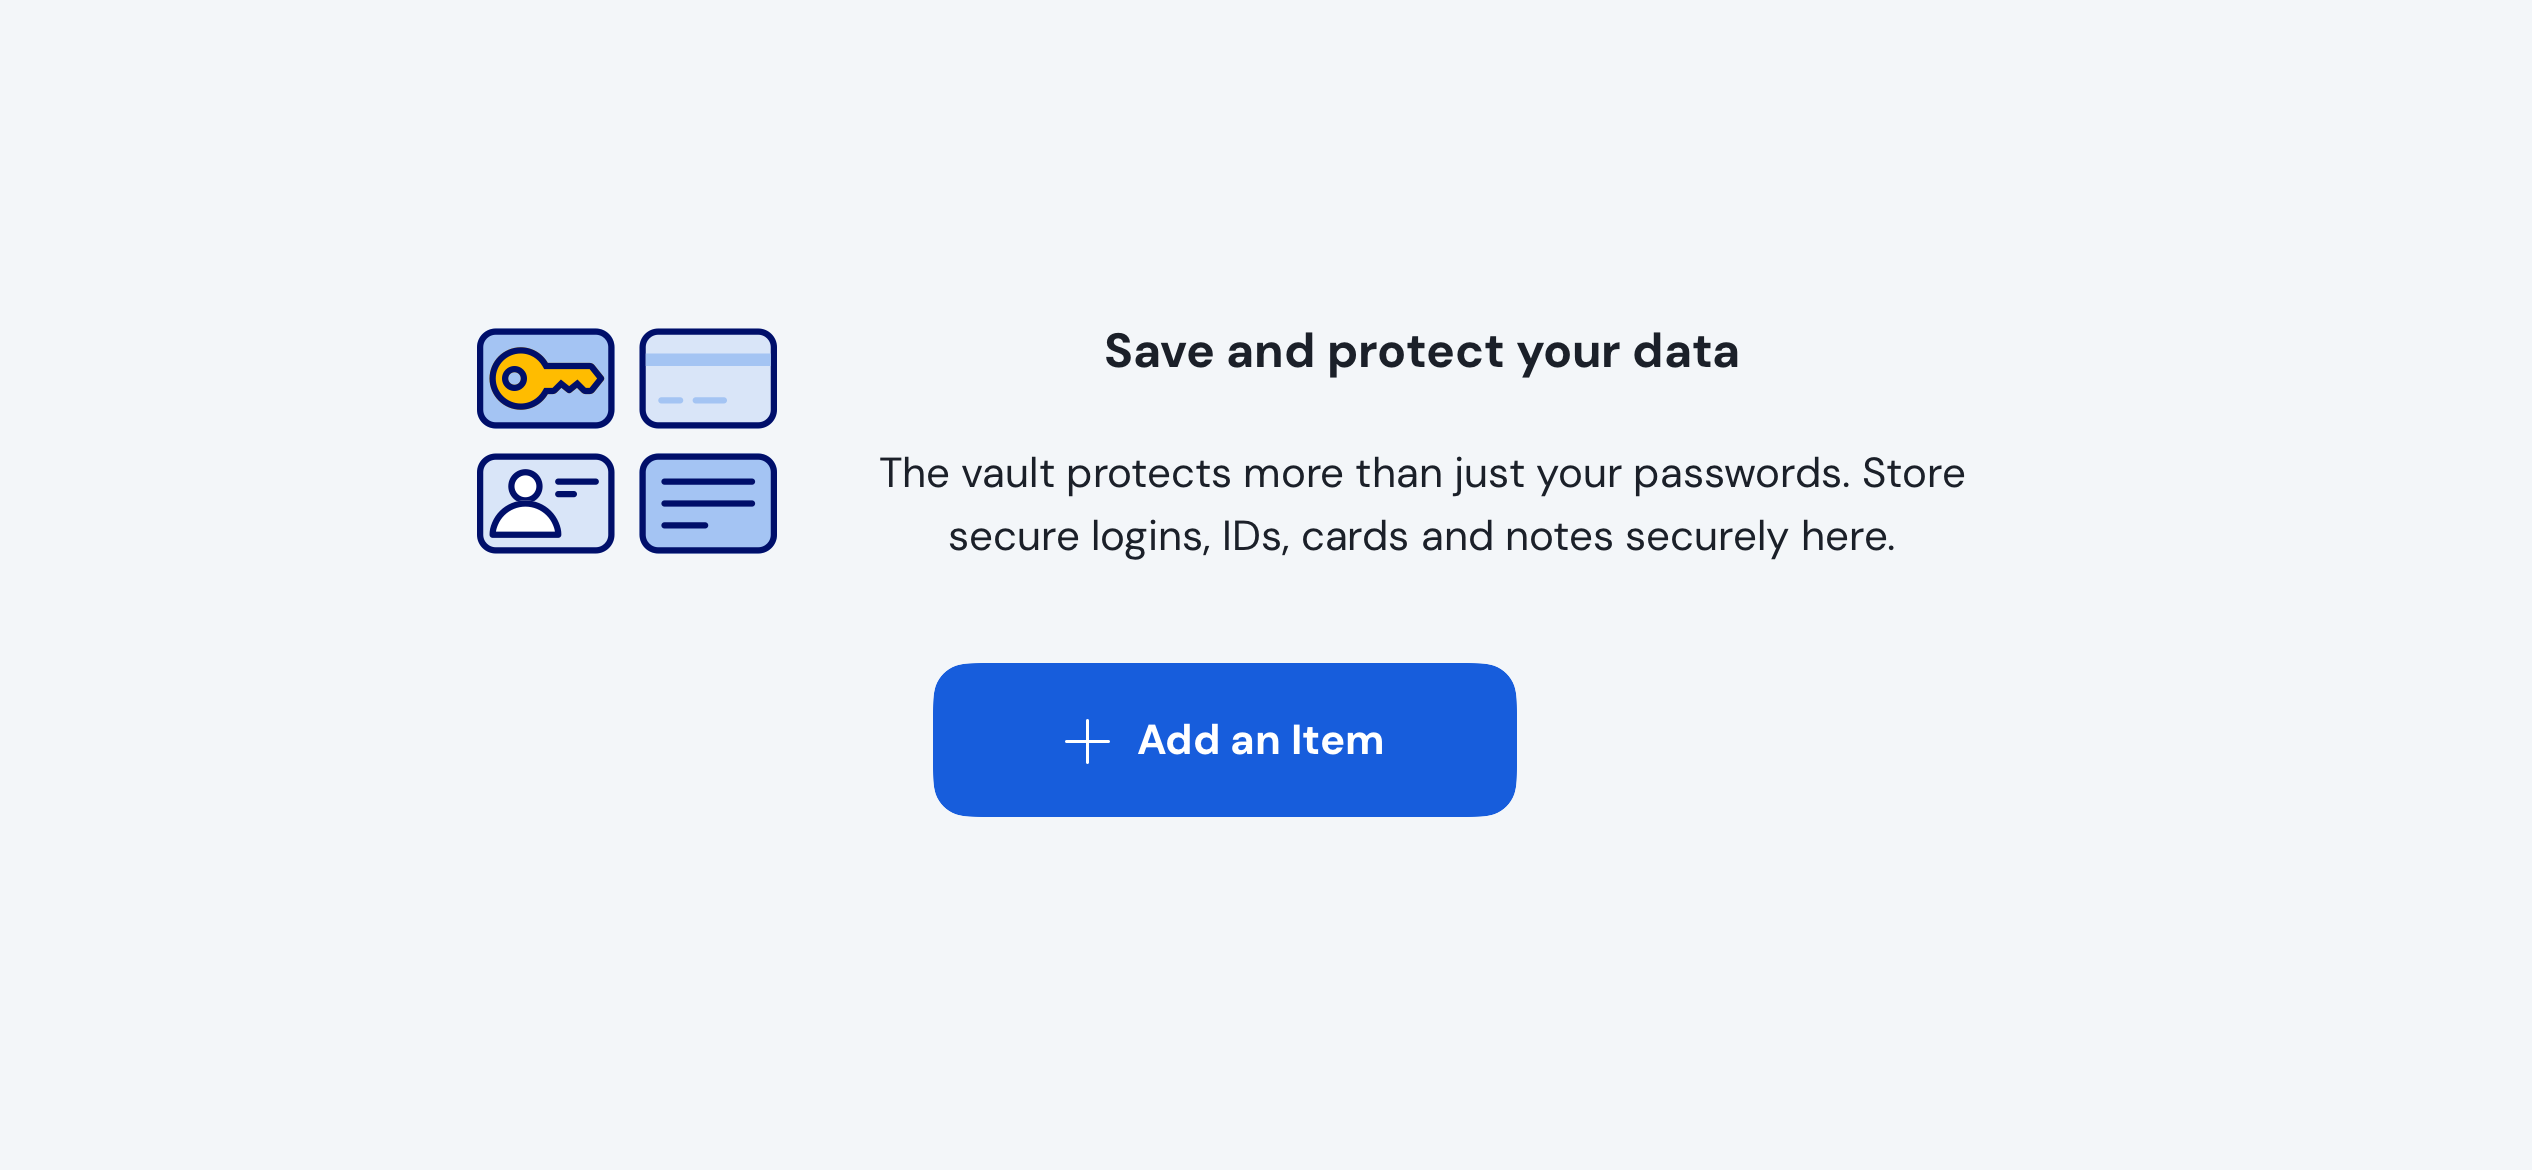 Save and protect your data
The vault protects more than just your passwords. Store
secure logins, IDs, cards and notes securely here.
Add an Item